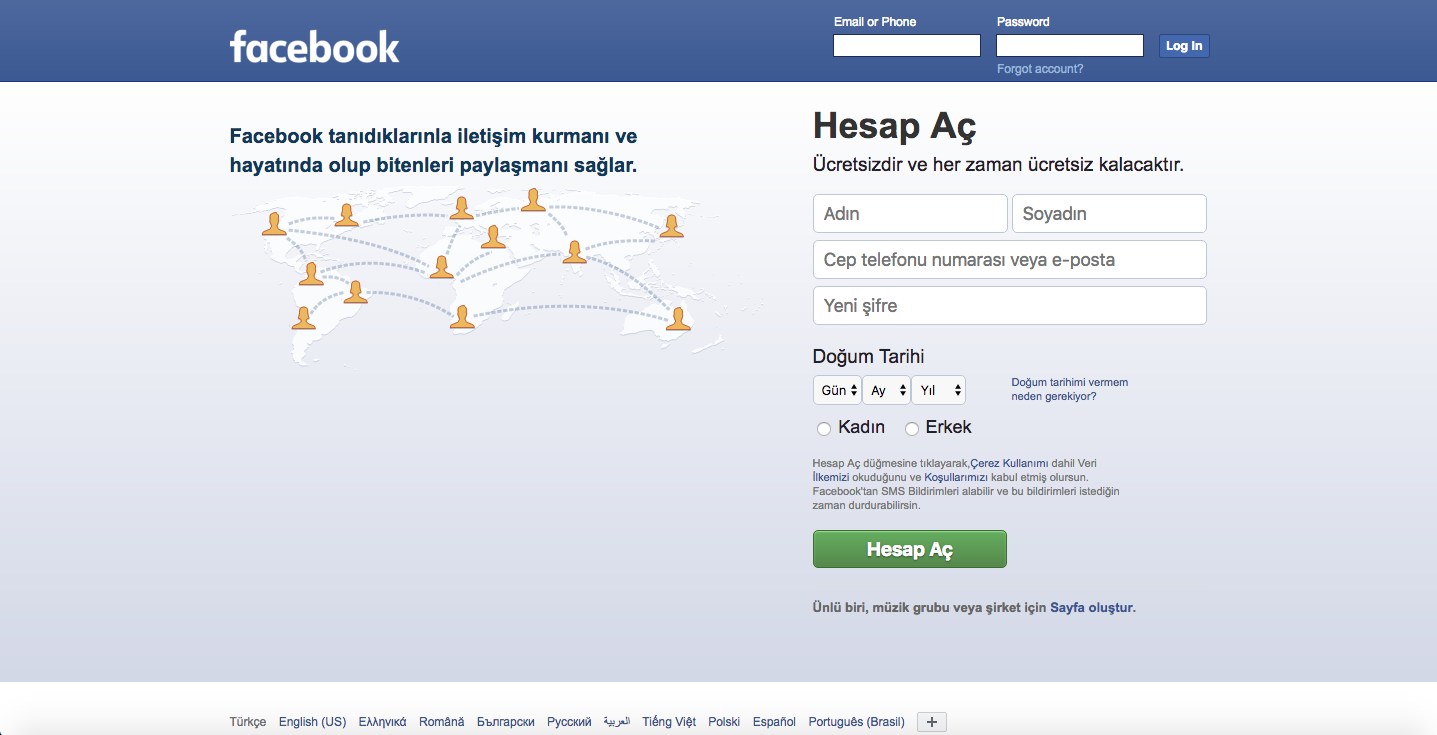 facebook
Email or Phone
Password
Log In
Forgot account?
Facebook tanıdıklarınla iletişim kurmanı ve
hayatında olup bitenleri paylaşmanı sağlar.
Hesap Aç
Ücretsizdir ve her zaman ücretsiz kalacaktır.
Adın
Soyadın
Cep telefonu numarası veya e-posta
Yeni şifre
Doğum Tarihi
Gün
Ay
Yıl
Doğum tarihimi vermem
neden gerekiyor?
Kadın
Erkek
Hesap Aç düğmesine tıklayarak,Çerez Kullanımı dahil Veri
İlkemizi okuduğunu ve Koşullarımızı kabul etmiş olursun.
Facebook'tan SMS Bildirimleri alabilir ve bu bildirimleri istediğin
zaman durdurabilirsin.
Hesap Aç
Ünlü biri, müzik grubu veya şirket için Sayfa oluştur.
Türkçe English (US) Ελληνικά Română Български Русский العربية Tiếng Việt Polski Español Português (Brasil) +